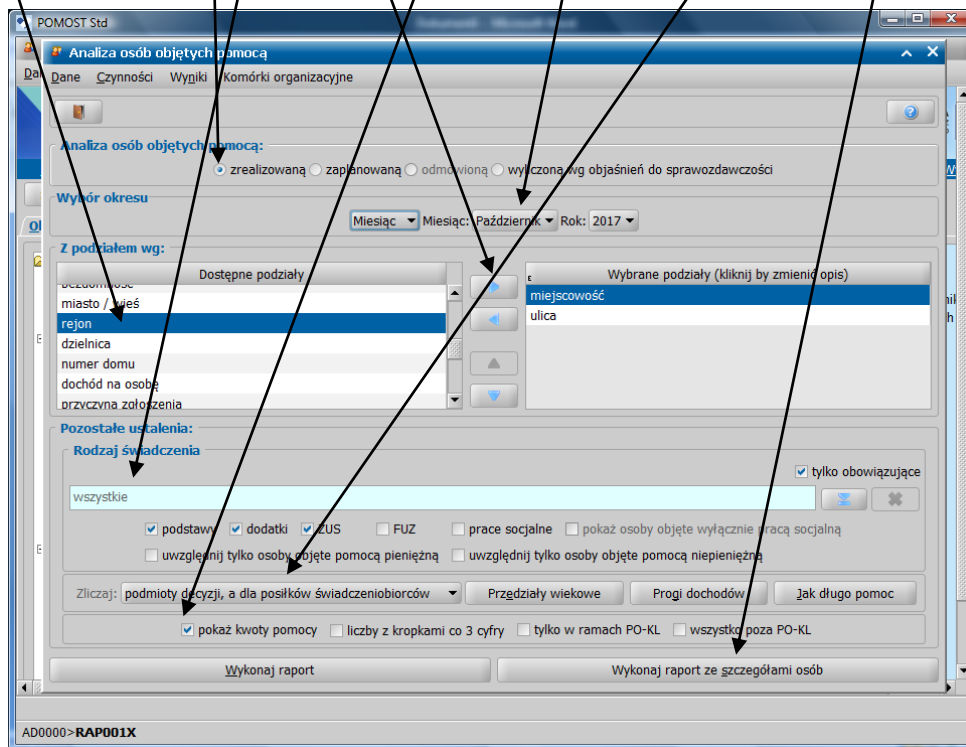 POMOST Std
Analiza osób objętych pomocą
Dane Czynności Wyniki Komórki organizacyjne
Analiza osób objętych pomocą:
zrealizowaną zaplanowaną odmówioną wyliczoną wg objaśnień do sprawozdawczości
Wybór okresu
Miesiąc Miesiąc: Październik Rok: 2017
Z podziałem wg:
Dostępne podziały
Wybrane podziały (kliknij by zmienić opis)
bezdomność
miasto / wieś
miejscowość
rejon
ulica
dzielnica
numer domu
dochód na osobę
przyczyna zgłoszenia
Pozostałe ustalenia:
Rodzaj świadczenia
tylko obowiązujące
wszystkie
podstawy dodatki ZUS FUZ prace socjalne pokaż osoby objęte wyłącznie pracą socjalną
uwzględnij tylko osoby objęte pomocą pieniężną uwzględnij tylko osoby objęte pomocą niepieniężną
Zliczaj: podmioty decyzji, a dla posiłków świadczeniobiorców Przedziały wiekowe Progi dochodów Jak długo pomoc
pokaż kwoty pomocy liczby z kropkami co 3 cyfry tylko w ramach PO-KL wszystko poza PO-KL
Wykonaj raport Wykonaj raport ze szczegółami osób
AD0000>RAP001X